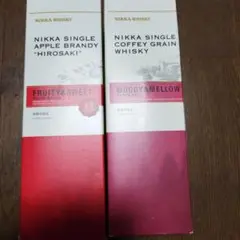 NIKKA WHISKY
NIKKA SINGLE
APPLE BRANDY
"HIROSAKI"
FRUITY&SWEET
NIKKA WHISKY
NIKKA SINGLE
COFFEY GRAIN
WHISKY
WOODY&MELLOW